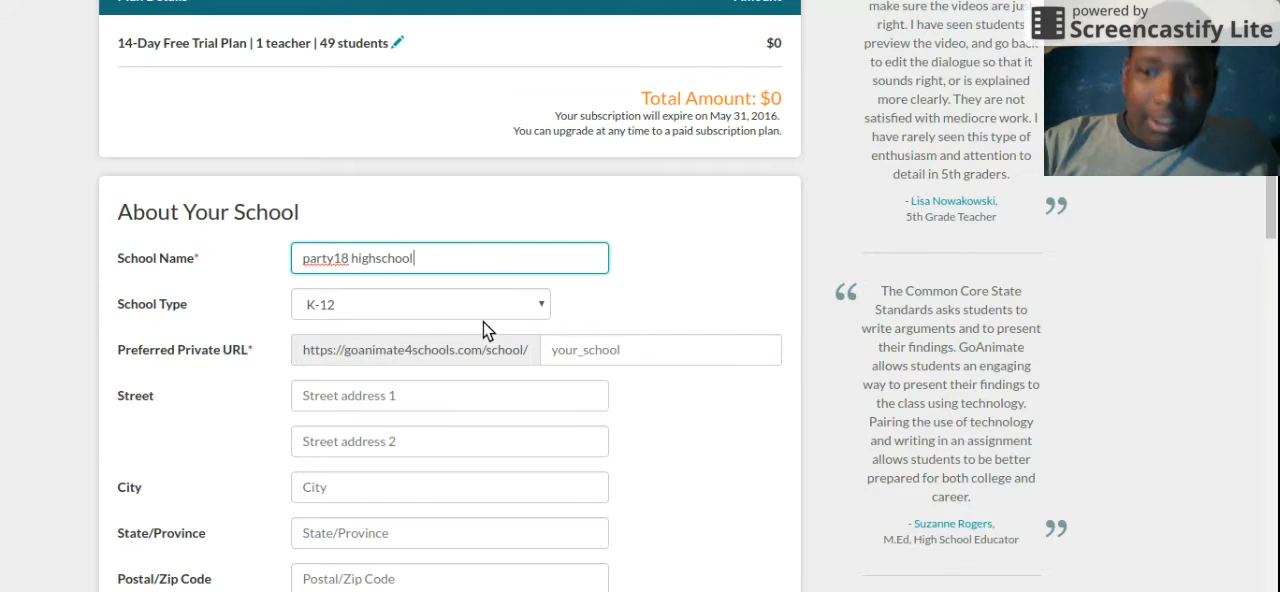 14-Day Free Trial Plan | 1 teacher | 49 students
$0
Total Amount: $0
Your subscription will expire on May 31, 2016.
You can upgrade at any time to a paid subscription plan.
About Your School
School Name*
party18 highschool
School Type
K-12
Preferred Private URL*
https://goanimate4schools.com/school/
your_school
Street
Street address 1
Street address 2
City
City
State/Province
State/Province
Postal/Zip Code
Postal/Zip Code
make sure the videos are just
right. I have seen students
preview the video, and go back
to edit the dialogue so that it
sounds right, or is explained
more clearly. They are not
satisfied with mediocre work. I
have rarely seen this type of
enthusiasm and attention to
detail in 5th graders.
- Lisa Nowakowski,
5th Grade Teacher
The Common Core State
Standards asks students to
write arguments and to present
their findings. GoAnimate
allows students an engaging
way to present their findings to
the class using technology.
Pairing the use of technology
and writing in an assignment
allows students to be better
prepared for both college and
career.
- Suzanne Rogers,
M.Ed, High School Educator
powered by
Screencastify Lite